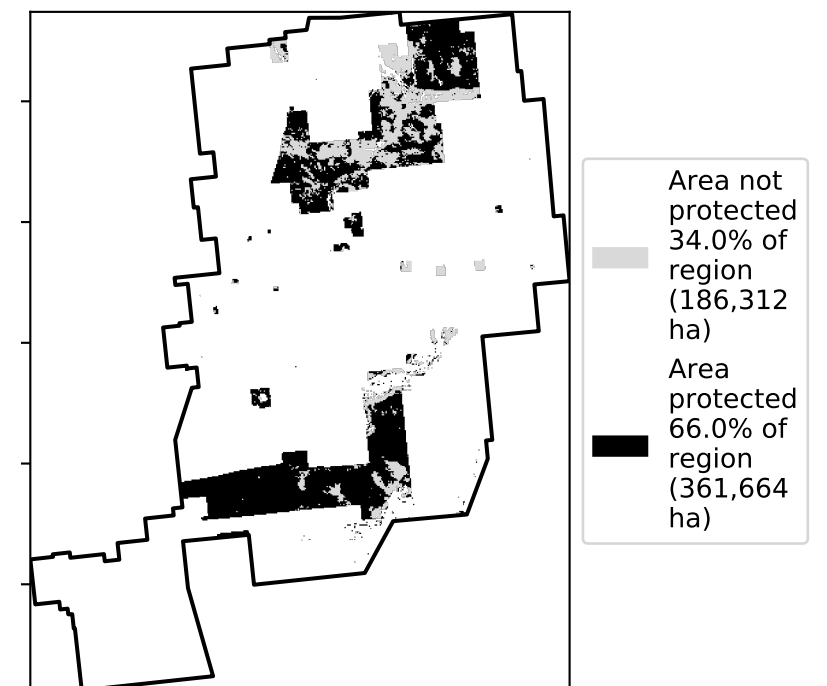 Area not
protected
34.0% of
region
(186,312
ha)
Area
protected
66.0% of
region
(361,664
ha)